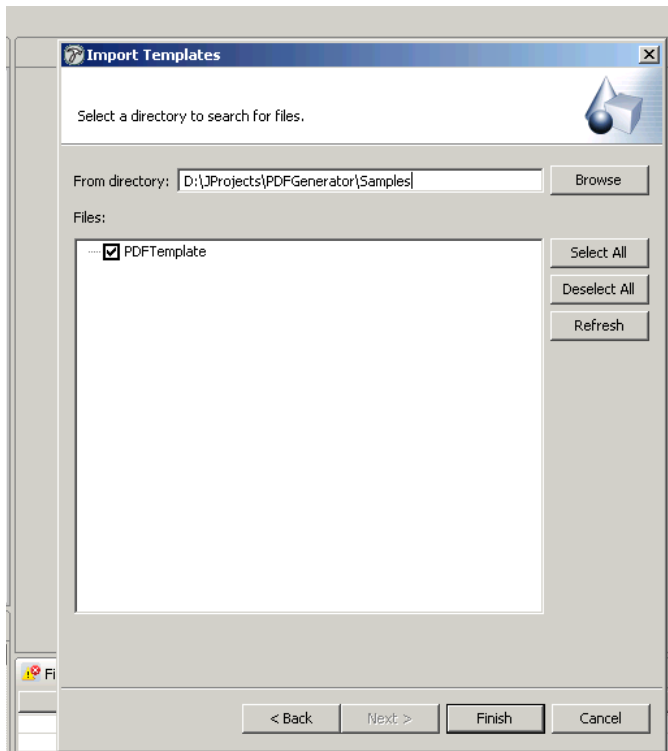 Import Templates
Select a directory to search for files.
From directory: D:\JProjects\PDFGenerator\Samples Browse
Files:
PDFTemplate
Select All
Deselect All
Refresh
Fi
< Back Next > Finish Cancel